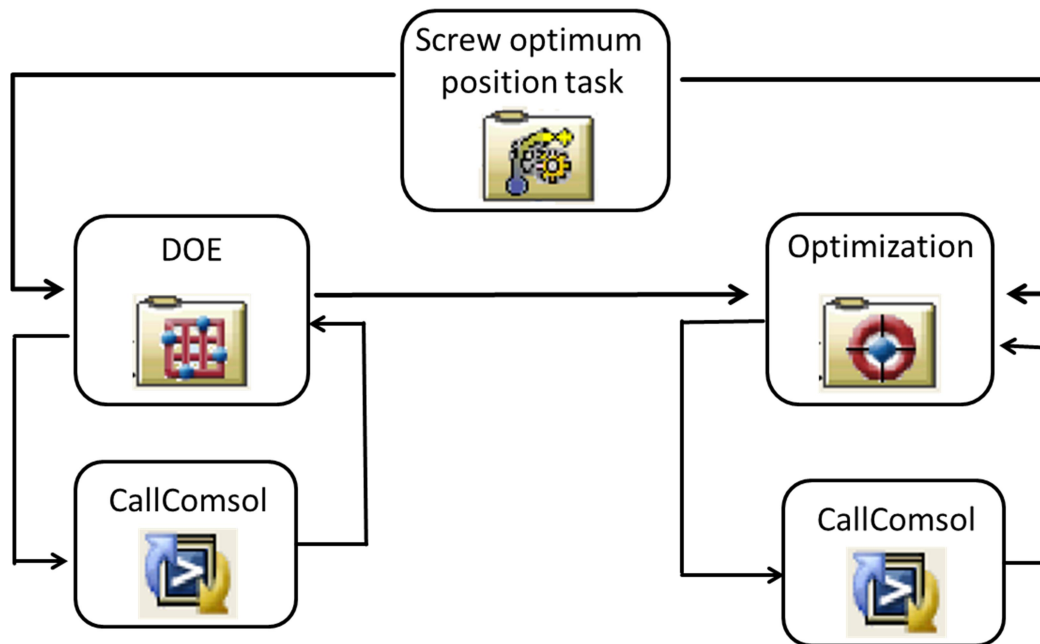 Screw optimum
position task
DOE
Optimization
CallComsol
CallComsol